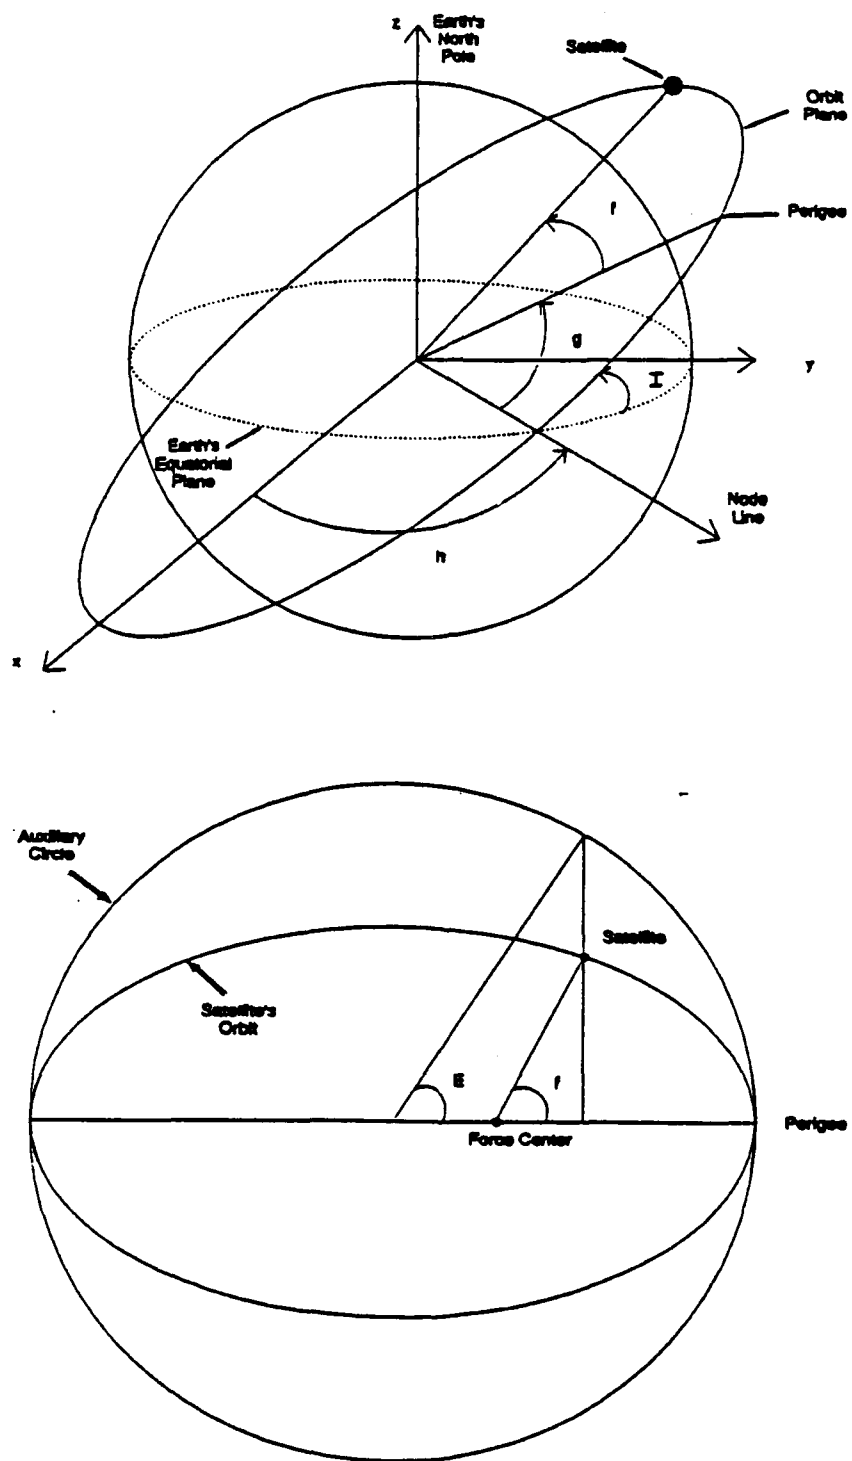 z
Earth's
North
Pole
Satellite
Orbit
Plane
f
Perigee
g
y
I
Earth's
Equatorial
Plane
Node
Line
h
x
Auxiliary
Circle
Satellite
Satellite's
Orbit
E
f
Perigee
Force Center